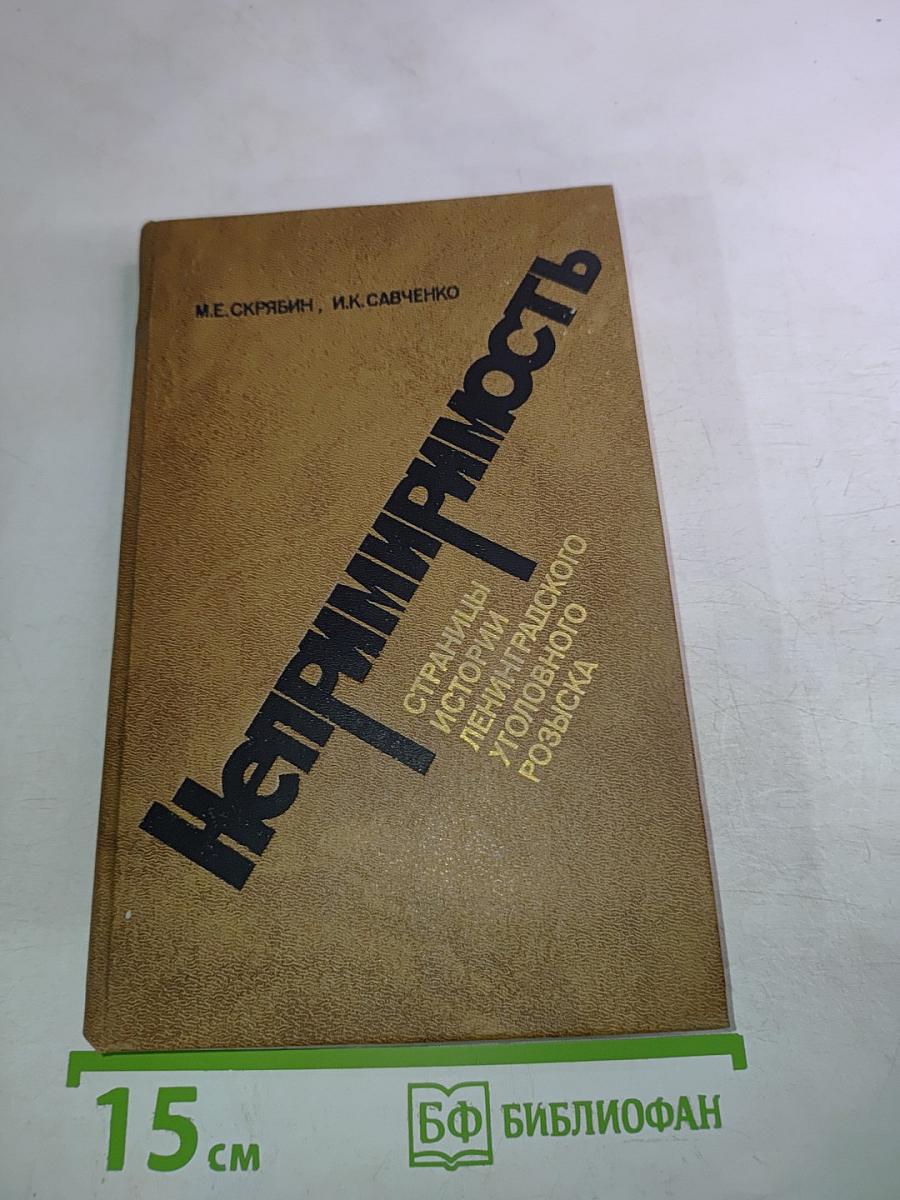 М.Е. СКРЯБИН, И.К. САВЧЕНКО
Непримиримость
СТРАНИЦЫ
ИСТОРИИ
ЛЕНИНГРАДСКОГО
УГОЛОВНОГО
РОЗЫСКА
15 см
БФ БИБЛИОФАН